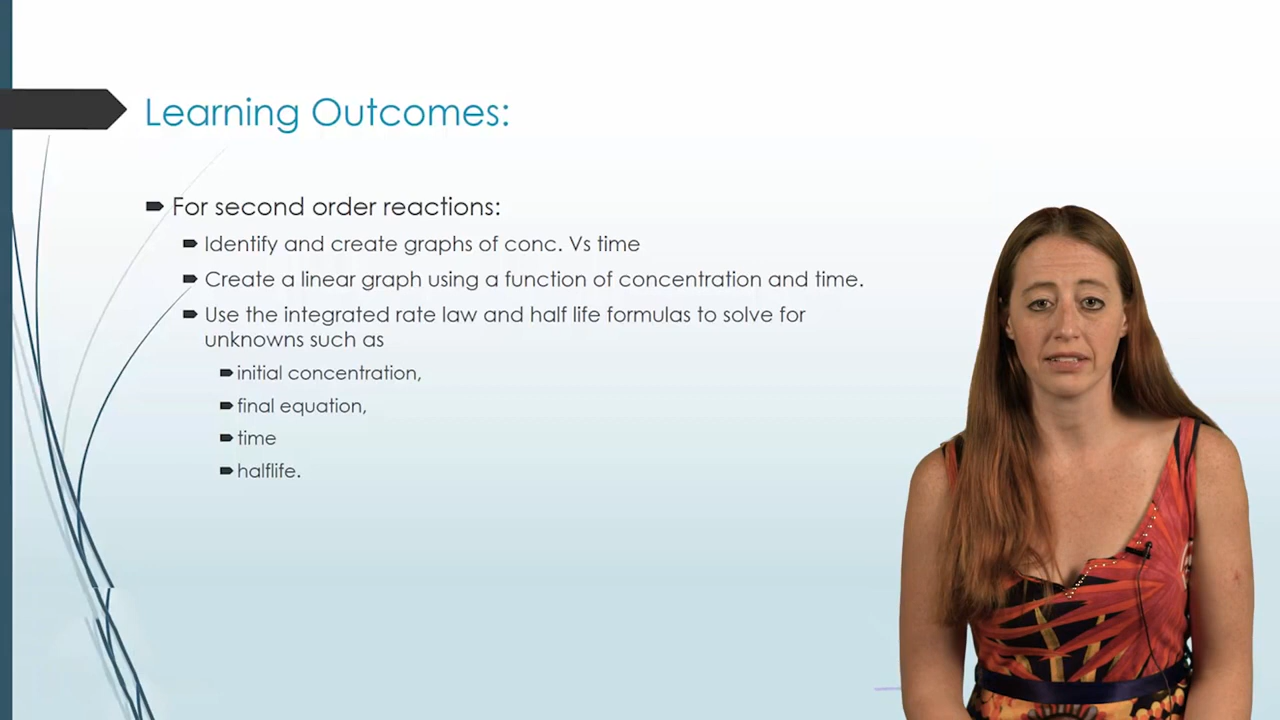 Learning Outcomes:
For second order reactions:
Identify and create graphs of conc. Vs time
Create a linear graph using a function of concentration and time.
Use the integrated rate law and half life formulas to solve for
unknowns such as
initial concentration,
final equation,
time
halflife.